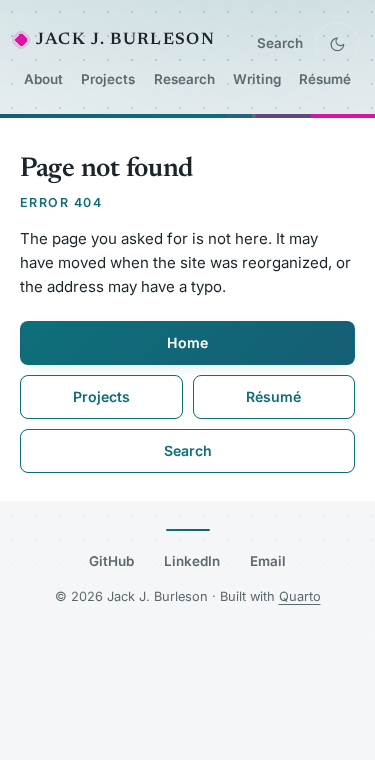 JACK J. BURLESON
Search
About Projects Research Writing Résumé
Page not found
ERROR 404
The page you asked for is not here. It may
have moved when the site was reorganized, or
the address may have a typo.
Home
Projects Résumé
Search
GitHub LinkedIn Email
© 2026 Jack J. Burleson · Built with Quarto